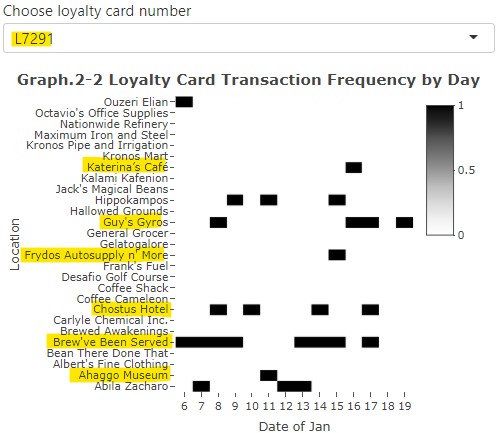 Choose loyalty card number
L7291
Graph.2-2 Loyalty Card Transaction Frequency by Day
Ouzeri Elian
Octavio's Office Supplies
Nationwide Refinery
Maximum Iron and Steel
Kronos Pipe and Irrigation
Kronos Mart
Katerina's Café
Kalami Kafenion
Jack's Magical Beans
Hippokampos
Hallowed Grounds
Guy's Gyros
General Grocer
Gelatogalore
Frydos Autosupply n' More
Frank's Fuel
Desafio Golf Course
Coffee Shack
Coffee Cameleon
Chostus Hotel
Carlyle Chemical Inc.
Brewed Awakenings
Brew've Been Served
Bean There Done That
Albert's Fine Clothing
Ahaggo Museum
Abila Zacharo
Location
6 7 8 9 10 11 12 13 14 15 16 17 18 19
Date of Jan
1
0.5
0